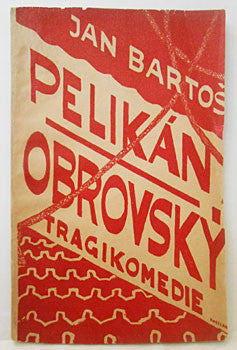 JAN BARTOŠ
PELIKÁN
OBROVSKÝ
TRAGIKOMEDIE